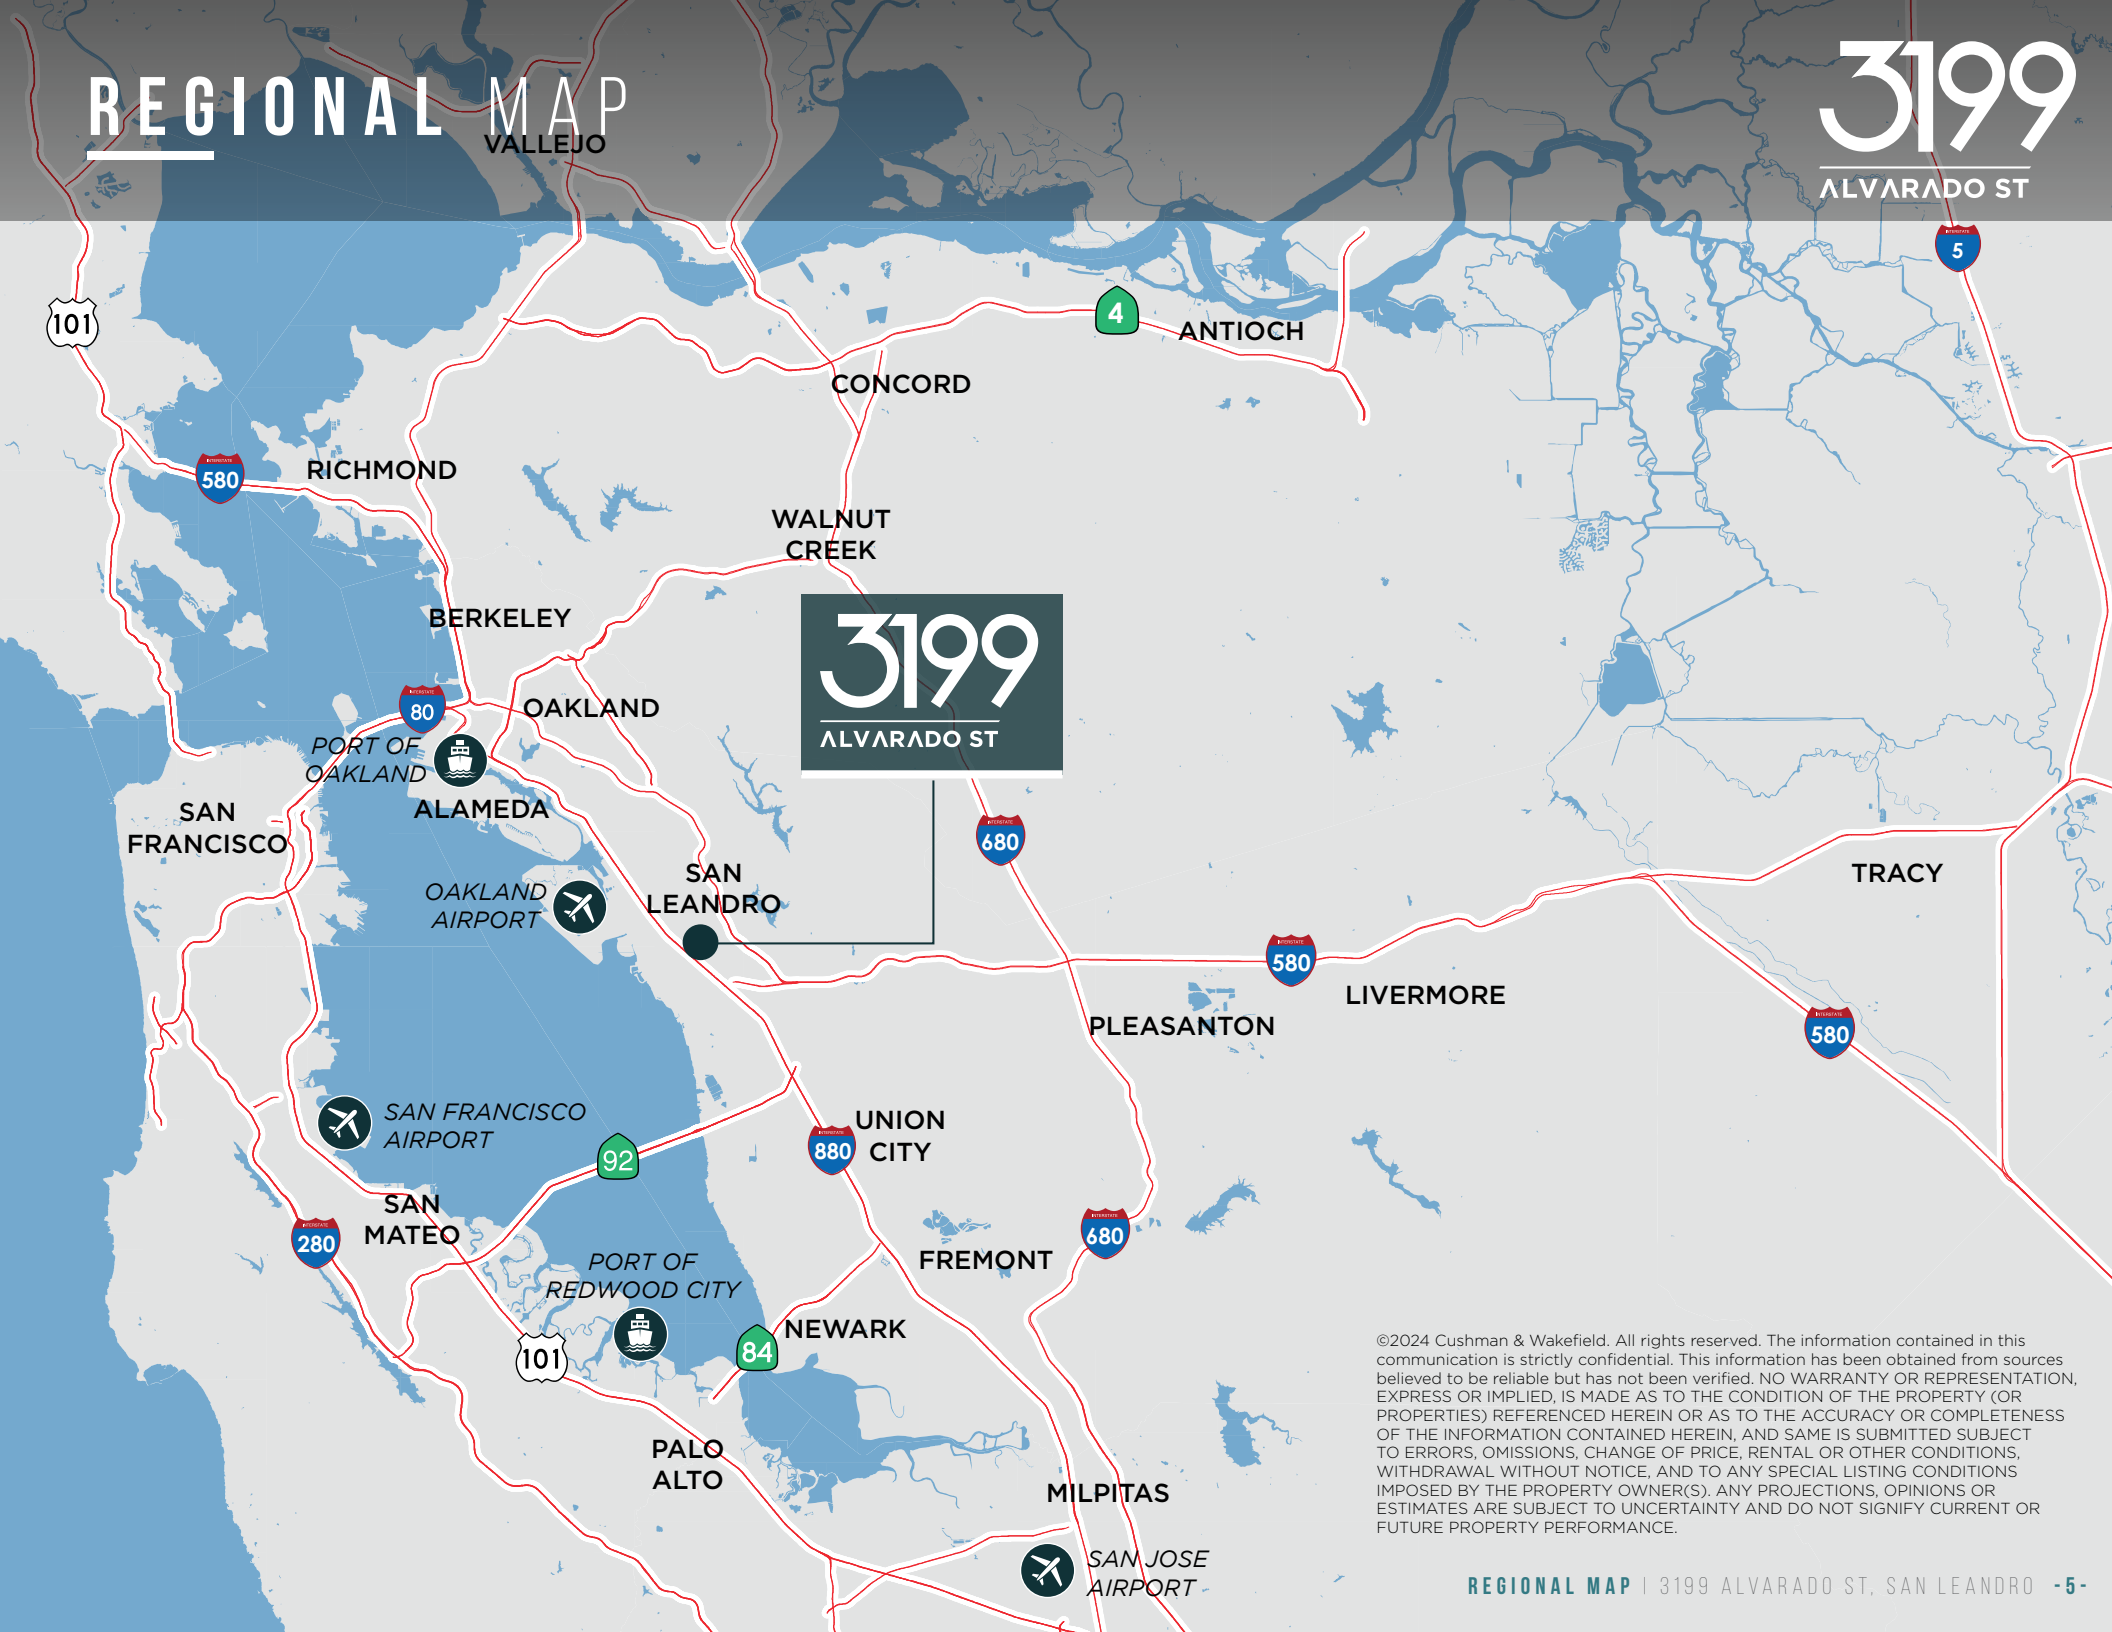 REGIONAL MAP
3199
ALVARADO ST
VALLEJO
INTERSTATE
5
101
4
ANTIOCH
CONCORD
INTERSTATE
580
RICHMOND
WALNUT
CREEK
BERKELEY
3199
ALVARADO ST
INTERSTATE
80
OAKLAND
PORT OF
OAKLAND
ALAMEDA
SAN
FRANCISCO
INTERSTATE
680
SAN
LEANDRO
TRACY
OAKLAND
AIRPORT
INTERSTATE
580
LIVERMORE
PLEASANTON
INTERSTATE
580
SAN FRANCISCO
AIRPORT
92
INTERSTATE
880
UNION
CITY
SAN
MATEO
INTERSTATE
280
INTERSTATE
680
FREMONT
PORT OF
REDWOOD CITY
NEWARK
84
101
PALO
ALTO
MILPITAS
SAN JOSE
AIRPORT
©2024 Cushman & Wakefield. All rights reserved. The information contained in this
communication is strictly confidential. This information has been obtained from sources
believed to be reliable but has not been verified. NO WARRANTY OR REPRESENTATION,
EXPRESS OR IMPLIED, IS MADE AS TO THE CONDITION OF THE PROPERTY (OR
PROPERTIES) REFERENCED HEREIN OR AS TO THE ACCURACY OR COMPLETENESS
OF THE INFORMATION CONTAINED HEREIN, AND SAME IS SUBMITTED SUBJECT
TO ERRORS, OMISSIONS, CHANGE OF PRICE, RENTAL OR OTHER CONDITIONS,
WITHDRAWAL WITHOUT NOTICE, AND TO ANY SPECIAL LISTING CONDITIONS
IMPOSED BY THE PROPERTY OWNER(S). ANY PROJECTIONS, OPINIONS OR
ESTIMATES ARE SUBJECT TO UNCERTAINTY AND DO NOT SIGNIFY CURRENT OR
FUTURE PROPERTY PERFORMANCE.
REGIONAL MAP | 3199 ALVARADO ST, SAN LEANDRO -5-